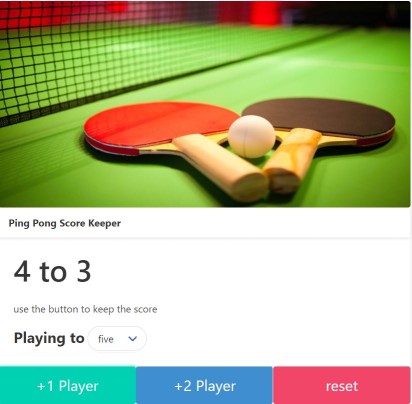 Ping Pong Score Keeper
4 to 3
use the button to keep the score
Playing to five
+1 Player +2 Player reset